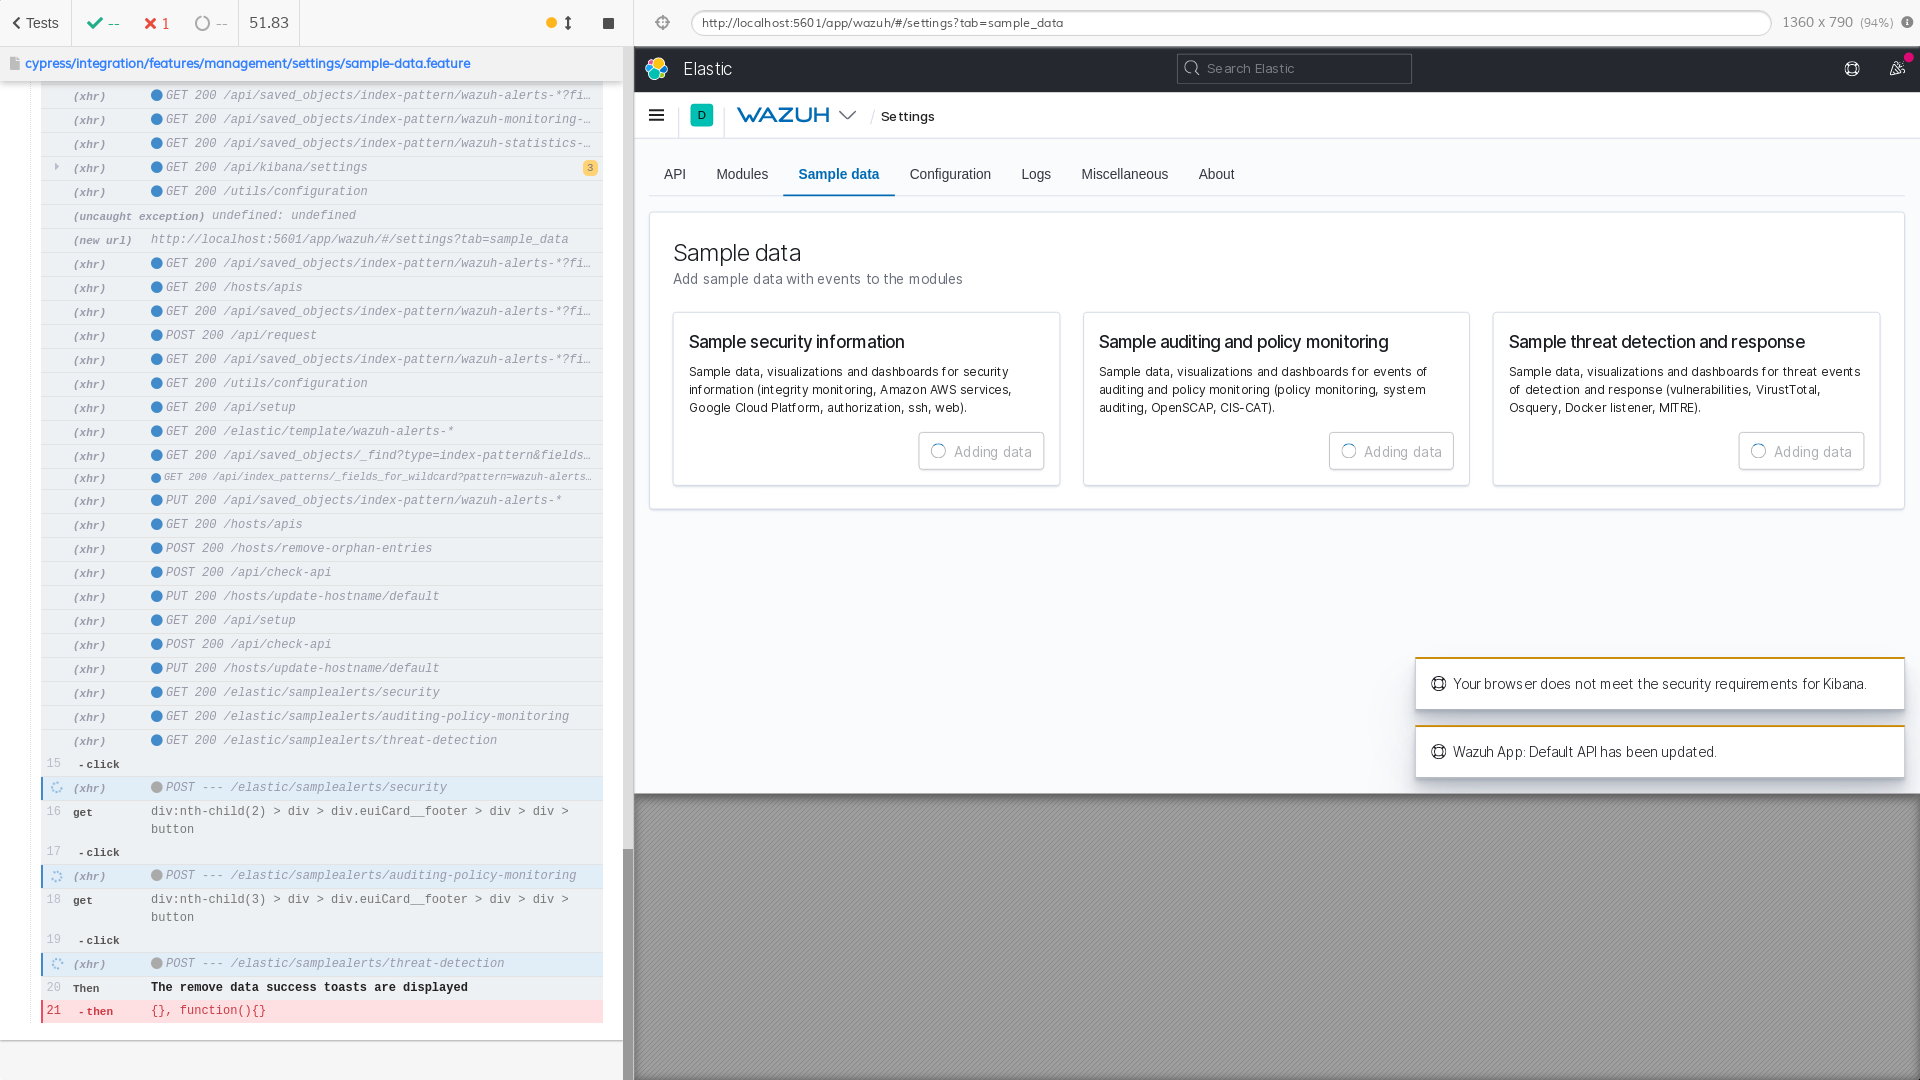 Tests
--
1
--
51.83
cypress/integration/features/management/settings/sample-data.feature
(xhr) GET 200 /api/saved_objects/index-pattern/wazuh-alerts-*?fi…
(xhr) GET 200 /api/saved_objects/index-pattern/wazuh-monitoring-…
(xhr) GET 200 /api/saved_objects/index-pattern/wazuh-statistics-…
(xhr) GET 200 /api/kibana/settings 3
(xhr) GET 200 /utils/configuration
(uncaught exception) undefined: undefined
(new url) http://localhost:5601/app/wazuh/#/settings?tab=sample_data
(xhr) GET 200 /api/saved_objects/index-pattern/wazuh-alerts-*?fi…
(xhr) GET 200 /hosts/apis
(xhr) GET 200 /api/saved_objects/index-pattern/wazuh-alerts-*?fi…
(xhr) POST 200 /api/request
(xhr) GET 200 /api/saved_objects/index-pattern/wazuh-alerts-*?fi…
(xhr) GET 200 /utils/configuration
(xhr) GET 200 /api/setup
(xhr) GET 200 /elastic/template/wazuh-alerts-*
(xhr) GET 200 /api/saved_objects/_find?type=index-pattern&fields…
(xhr) GET 200 /api/index_patterns/_fields_for_wildcard?pattern=wazuh-alerts…
(xhr) PUT 200 /api/saved_objects/index-pattern/wazuh-alerts-*
(xhr) GET 200 /hosts/apis
(xhr) POST 200 /hosts/remove-orphan-entries
(xhr) POST 200 /api/check-api
(xhr) PUT 200 /hosts/update-hostname/default
(xhr) GET 200 /api/setup
(xhr) POST 200 /api/check-api
(xhr) PUT 200 /hosts/update-hostname/default
(xhr) GET 200 /elastic/samplealerts/security
(xhr) GET 200 /elastic/samplealerts/auditing-policy-monitoring
(xhr) GET 200 /elastic/samplealerts/threat-detection
15 -click
(xhr) POST --- /elastic/samplealerts/security
16 get div:nth-child(2) > div > div.euiCard__footer > div > div >
button
17 -click
(xhr) POST --- /elastic/samplealerts/auditing-policy-monitoring
18 get div:nth-child(3) > div > div.euiCard__footer > div > div >
button
19 -click
(xhr) POST --- /elastic/samplealerts/threat-detection
20 Then The remove data success toasts are displayed
21 -then {}, function(){}
http://localhost:5601/app/wazuh/#/settings?tab=sample_data
1360 x 790 (94%)
Elastic
Search Elastic
D
WAZUH
/ Settings
API
Modules
Sample data
Configuration
Logs
Miscellaneous
About
Sample data
Add sample data with events to the modules
Sample security information
Sample data, visualizations and dashboards for security
information (integrity monitoring, Amazon AWS services,
Google Cloud Platform, authorization, ssh, web).
Adding data
Sample auditing and policy monitoring
Sample data, visualizations and dashboards for events of
auditing and policy monitoring (policy monitoring, system
auditing, OpenSCAP, CIS-CAT).
Adding data
Sample threat detection and response
Sample data, visualizations and dashboards for threat events
of detection and response (vulnerabilities, VirusTotal,
Osquery, Docker listener, MITRE).
Adding data
Your browser does not meet the security requirements for Kibana.
Wazuh App: Default API has been updated.